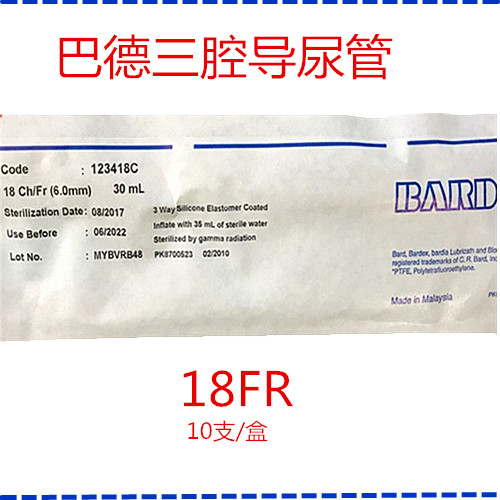 巴德三腔导尿管
Code : 123418C
18 Ch/Fr (6.0mm) 30 mL
Sterilization Date: 08/2017
Use Before : 06/2022
Lot No. : MYBVRB48
3 Way Silicone Elastomer Coated
Inflate with 35 mL of sterile water
Sterilized by gamma radiation
PK8700523 02/2010
BARD
Bard, Bardex, bardia Lubricath and
registered trademarks of C. R. Bard,
*PTFE, Polytetrafluoroethylene.
Made in Malaysia
18FR
10支/盒